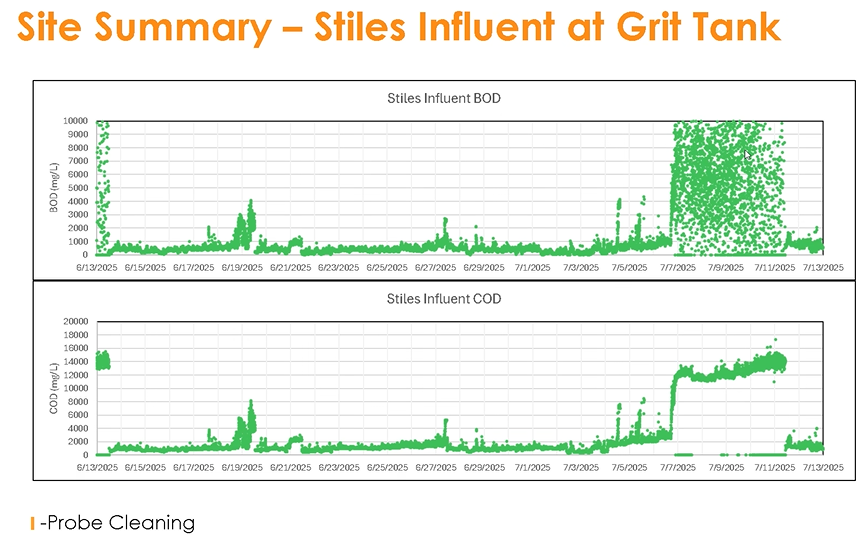 Site Summary – Stiles Influent at Grit Tank
Stiles Influent BOD
10000
9000
8000
7000
6000
5000
4000
3000
2000
1000
0
BOD (mg/L)
6/13/2025 6/15/2025 6/17/2025 6/19/2025 6/21/2025 6/23/2025 6/25/2025 6/27/2025 6/29/2025 7/1/2025 7/3/2025 7/5/2025 7/7/2025 7/9/2025 7/11/2025 7/13/2025
Stiles Influent COD
20000
18000
16000
14000
12000
10000
8000
6000
4000
2000
0
COD (mg/L)
6/13/2025 6/15/2025 6/17/2025 6/19/2025 6/21/2025 6/23/2025 6/25/2025 6/27/2025 6/29/2025 7/1/2025 7/3/2025 7/5/2025 7/7/2025 7/9/2025 7/11/2025 7/13/2025
-Probe Cleaning